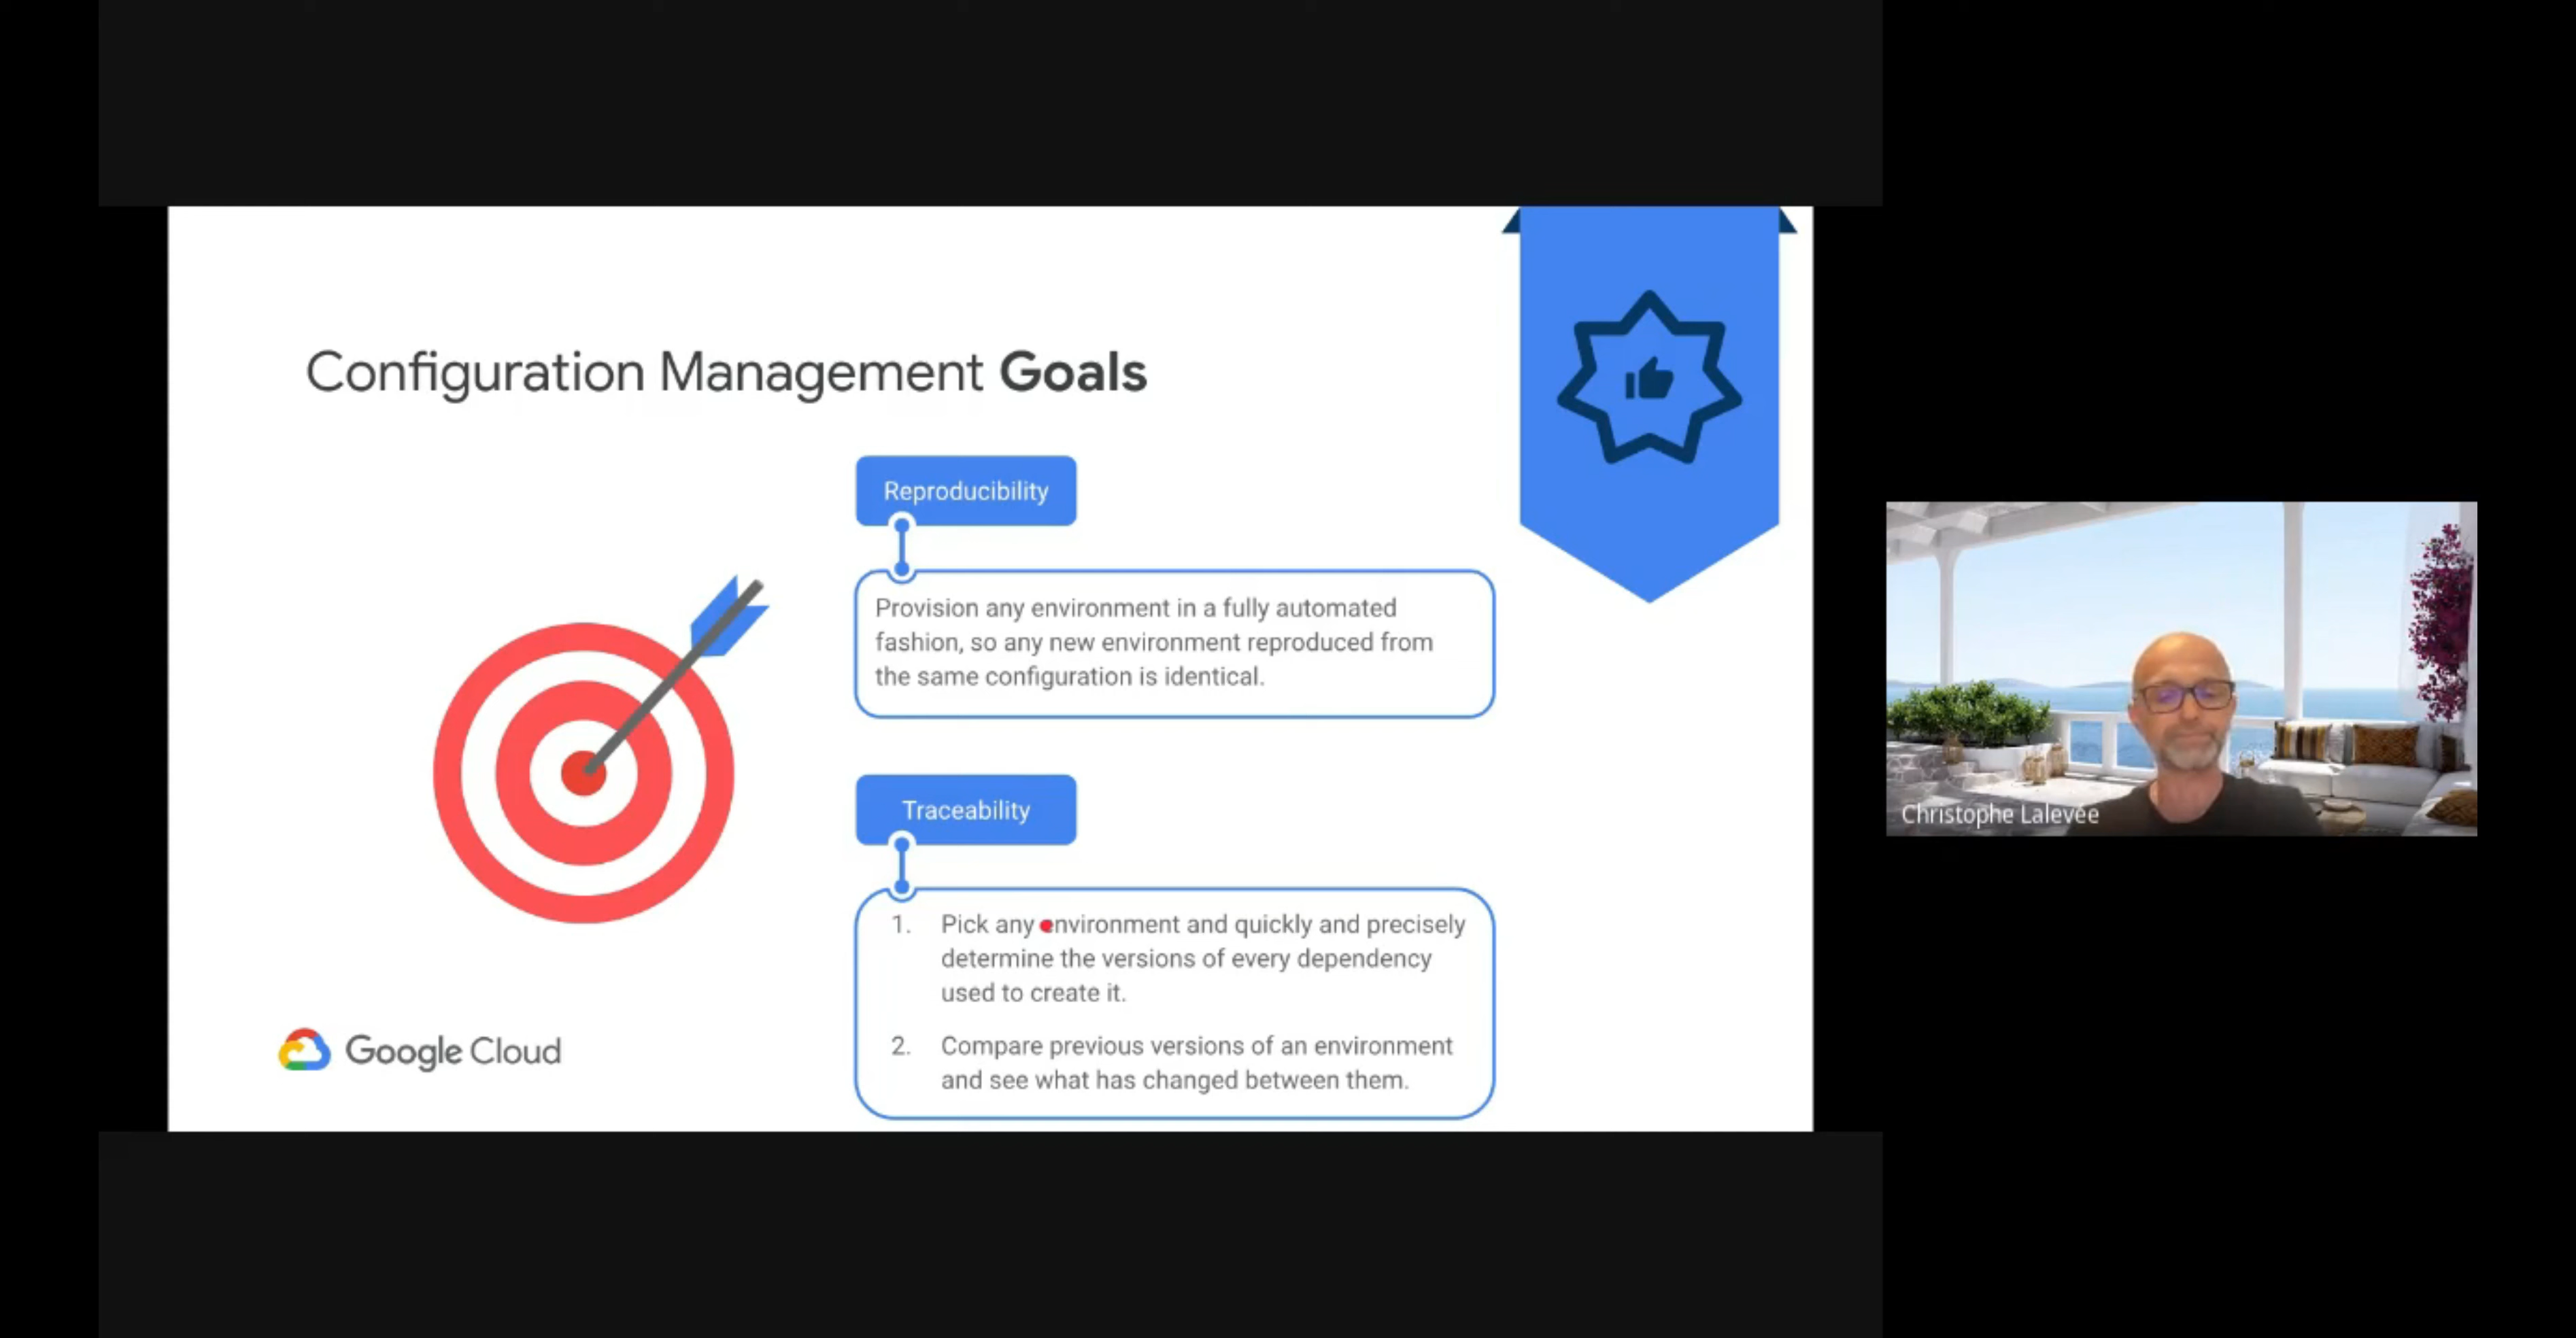 Configuration Management Goals
Reproducibility
Provision any environment in a fully automated
fashion, so any new environment reproduced from
the same configuration is identical.
Traceability
1. Pick any environment and quickly and precisely
determine the versions of every dependency
used to create it.
2. Compare previous versions of an environment
and see what has changed between them.
Google Cloud
Christophe Lalevée